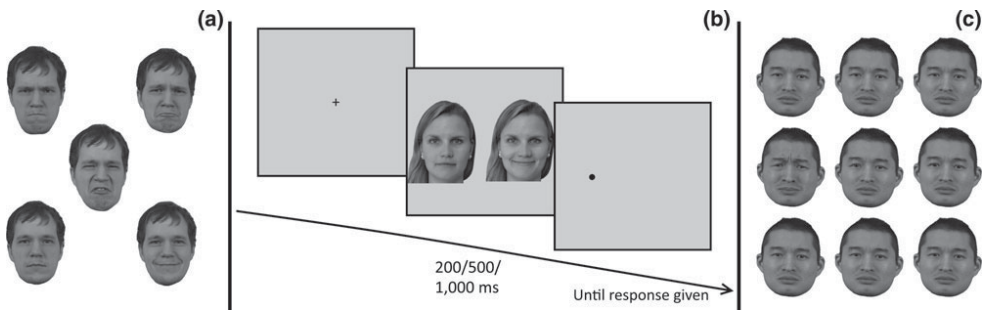 (a)
(b)
(c)
200/500/
1,000 ms
Until response given